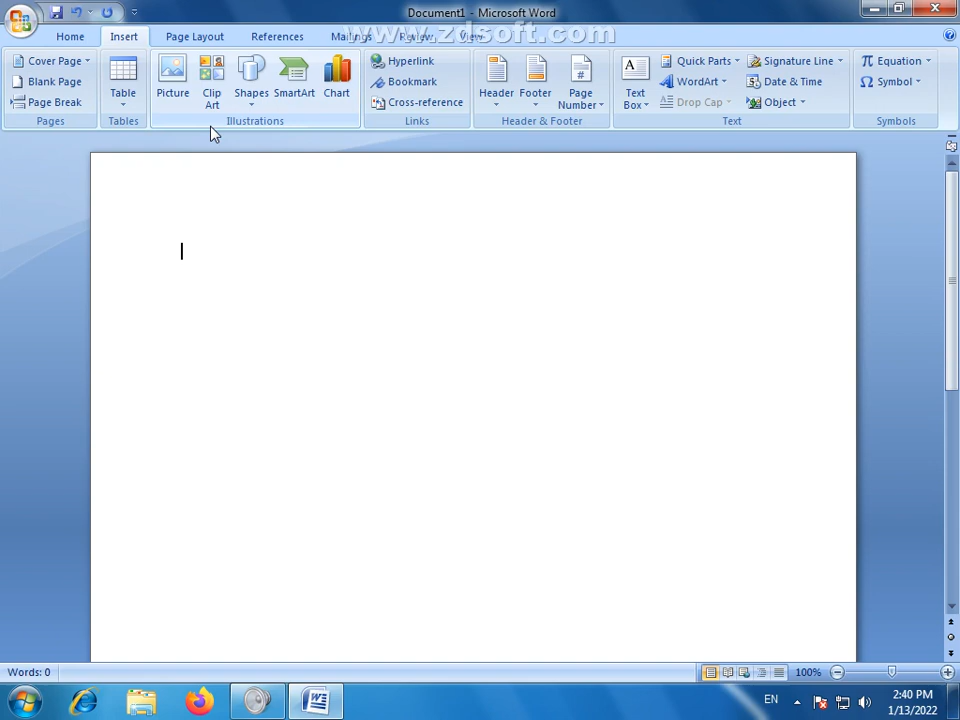 Document1 - Microsoft Word
Home Insert Page Layout References Mailings Review View
www.zdsoft.com
Cover Page
Blank Page
Page Break
Pages
Table
Tables
Picture
Clip
Art
Shapes
SmartArt
Chart
Illustrations
Hyperlink
Bookmark
Cross-reference
Links
Header
Footer
Page
Number
Header & Footer
A
Text
Box
Quick Parts
WordArt
Drop Cap
Signature Line
Date & Time
Object
Text
π Equation
Ω Symbol
Symbols
Words: 0
100%
EN
2:40 PM
1/13/2022